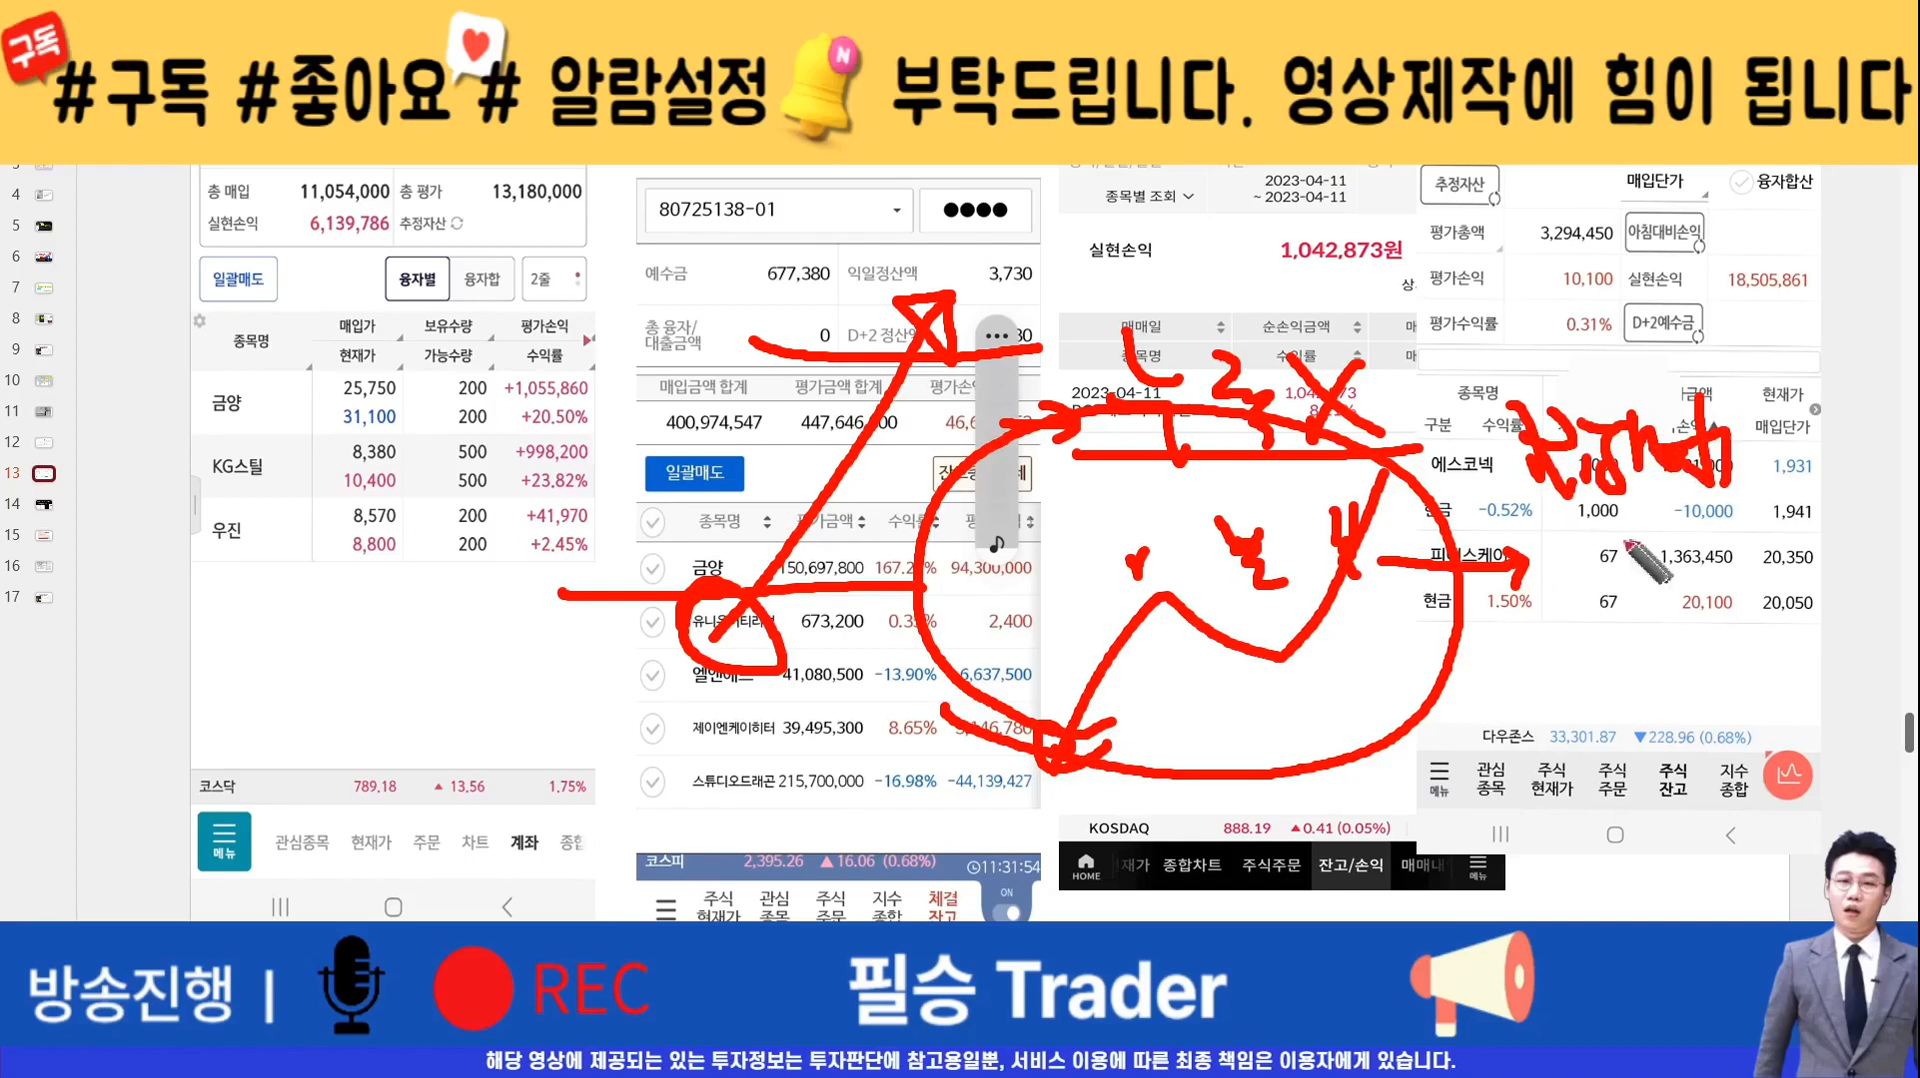 구독
#구독 #좋아요 # 알람설정 부탁드립니다. 영상제작에 힘이 됩니다
N
4
5
6
7
8
9
10
11
12
13
14
15
16
17
총 매입 11,054,000 총 평가 13,180,000
실현손익 6,139,786 추정자산
일괄매도 융자별 융자합 2줄
종목명 매입가 보유수량 평가손익
현재가 가능수량 수익률
금양 25,750 200 +1,055,860
31,100 200 +20.50%
KG스틸 8,380 500 +998,200
10,400 500 +23.82%
우진 8,570 200 +41,970
8,800 200 +2.45%
코스닥 789.18 ▲ 13.56 1.75%
메뉴 관심종목 현재가 주문 차트 계좌
80725138-01 ●●●●
예수금 677,380 익일정산액 3,730
총 융자/
대출금액 0 D+2 정산
매입금액 합계 평가금액 합계
400,974,547
일괄매도
종목명 수익률
금양 150,697,800 94,300,000
673,200 2,400
41,080,500 -13.90%
제이엔케이히터 39,495,300 8.65%
스튜디오드래곤 215,700,000 -16.98% -44,139,427
코스피 2,395.26 ▲ 16.06 (0.68%) 11:31:54
ON
주식 관심 주식 지수 체결
현재가 종목 주문 종합 잔고
종목별 조회 2023-04-11
~ 2023-04-11
실현손익 1,042,873원
매매일 순손익금액
종목명 수익률
2023-04-11
KOSDAQ 888.19 ▲0.41 (0.05%)
HOME 종합차트 주식주문 잔고/손익 메뉴
추정자산 매입단가 융자합산
평가총액 3,294,450 아침대비손익
평가손익 10,100 실현손익 18,505,861
평가수익률 0.31% D+2예수금
종목명 현재가
구분 수익률 매입단가
에스코넥 1,931
현금 -0.52% 1,000 -10,000 1,941
67 1,363,450 20,350
현금 1.50% 67 20,100 20,050
다우존스 33,301.87 ▼228.96 (0.68%)
메뉴 관심 주식 주식 주식 지수
종목 현재가 주문 잔고 종합
방송진행 | REC 필승 Trader
해당 영상에 제공되는 있는 투자정보는 투자판단에 참고용일뿐, 서비스 이용에 따른 최종 책임은 이용자에게 있습니다.